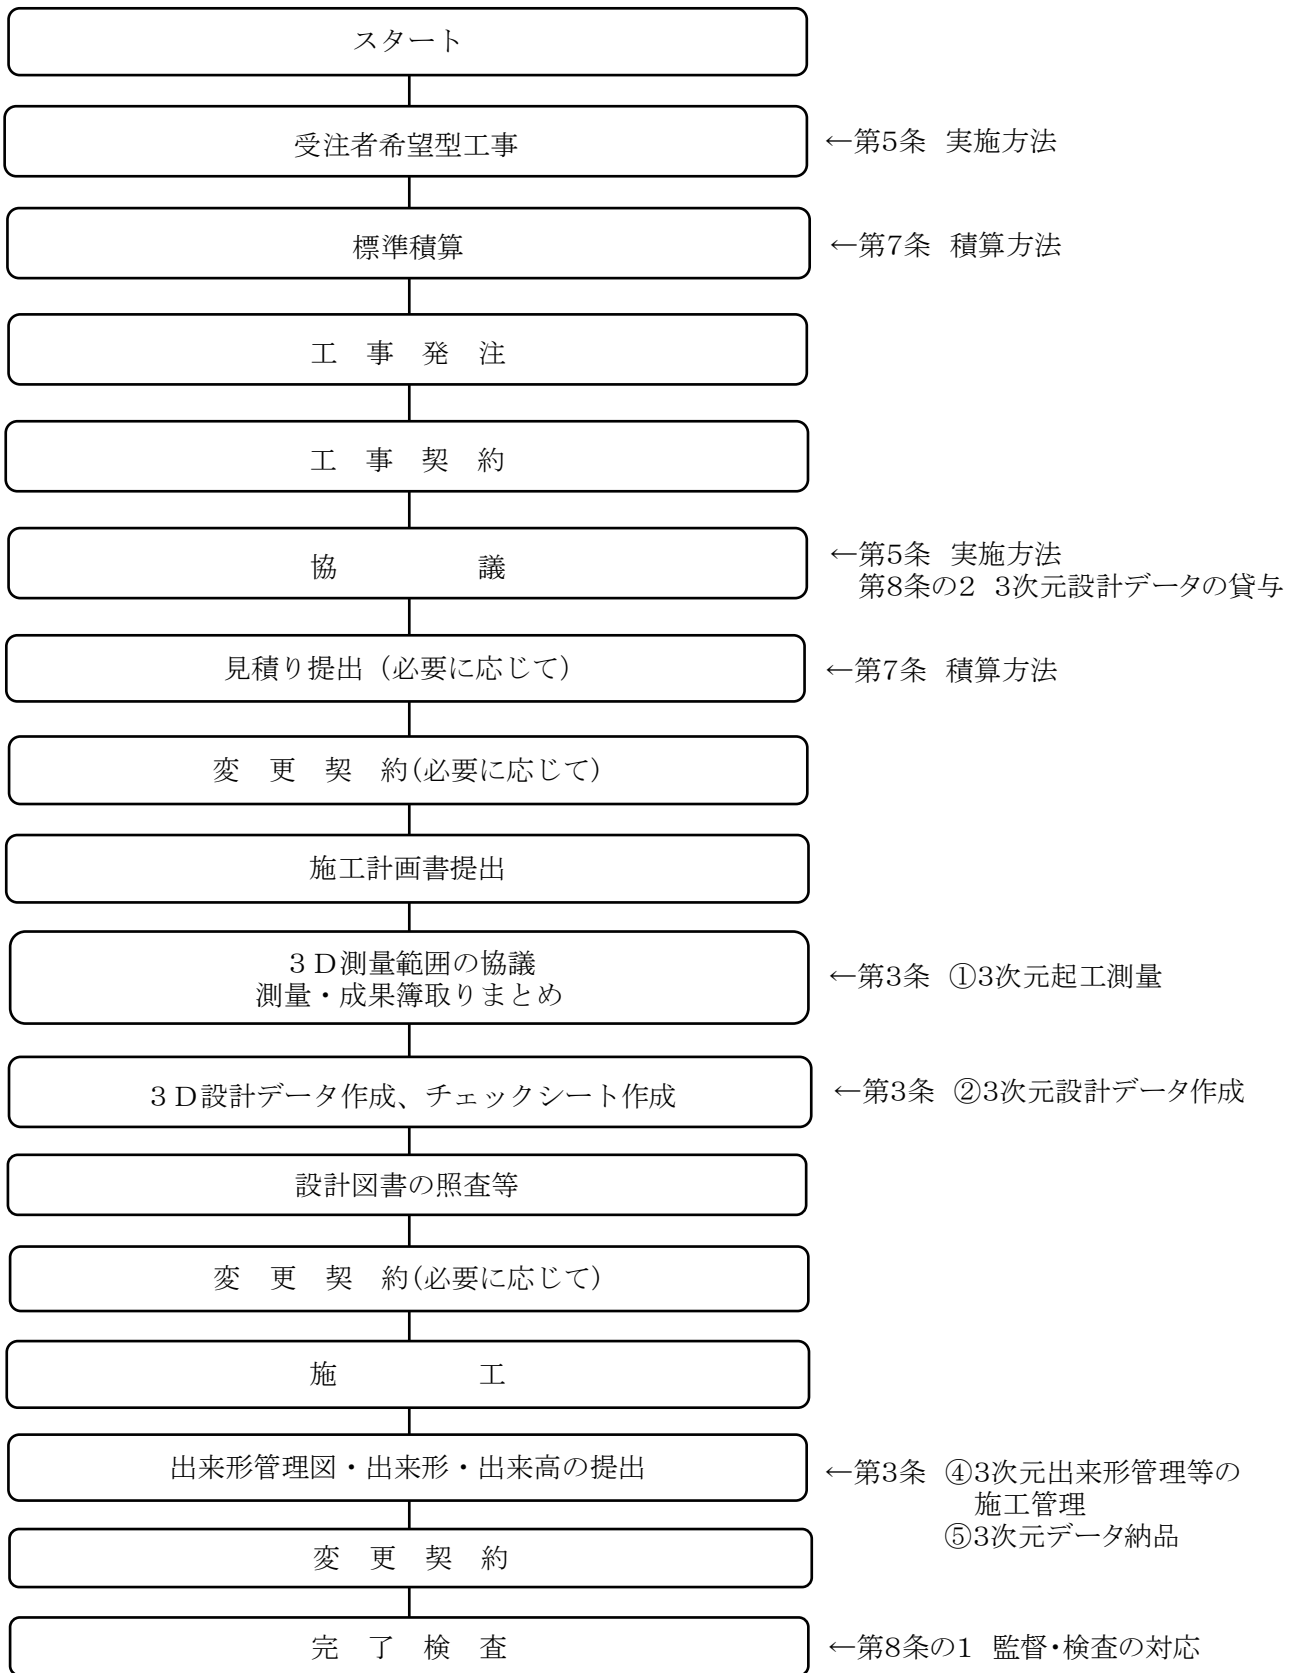 スタート
受注者希望型工事
←第5条 実施方法
標準積算
←第7条 積算方法
工 事 発 注
工 事 契 約
協 議
←第5条 実施方法
第8条の2 3次元設計データの貸与
見積り提出（必要に応じて）
←第7条 積算方法
変 更 契 約(必要に応じて)
施工計画書提出
３Ｄ測量範囲の協議
測量・成果簿取りまとめ
←第3条 ①3次元起工測量
３Ｄ設計データ作成、チェックシート作成
←第3条 ②3次元設計データ作成
設計図書の照査等
変 更 契 約(必要に応じて)
施 工
出来形管理図・出来形・出来高の提出
←第3条 ④3次元出来形管理等の
施工管理
⑤3次元データ納品
変 更 契 約
完 了 検 査
←第8条の1 監督･検査の対応